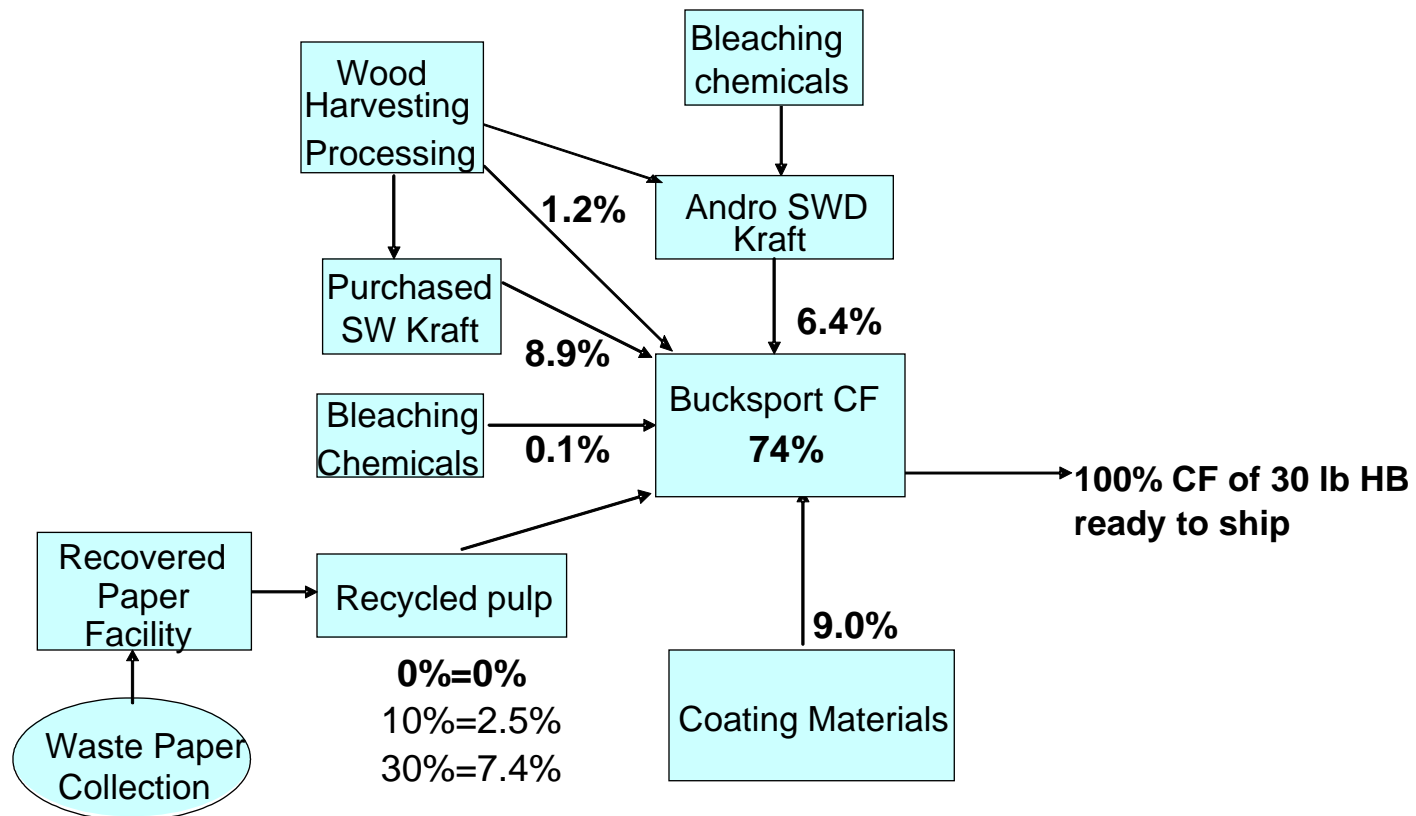 Wood
Harvesting
Processing
Bleaching
chemicals
1.2%
Andro SWD
Kraft
Purchased
SW Kraft
8.9%
6.4%
Bleaching
Chemicals
0.1%
Bucksport CF
74%
100% CF of 30 lb HB
ready to ship
Recovered
Paper
Facility
Recycled pulp
0%=0%
10%=2.5%
30%=7.4%
9.0%
Coating Materials
Waste Paper
Collection